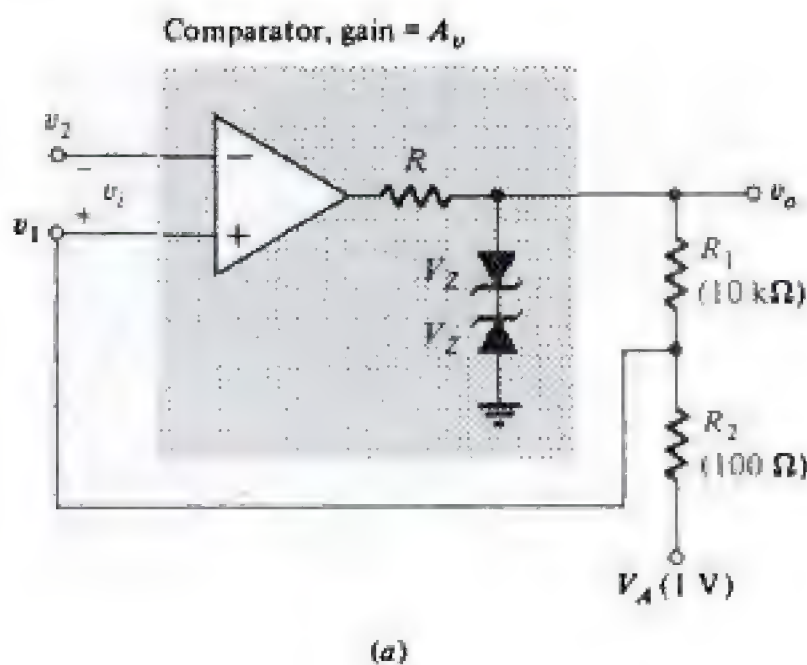 Comparator, gain = A_v
v_2
−
v_i
+
v_1
−
+
R
v_o
V_Z
V_Z
R_1
(10 kΩ)
R_2
(100 Ω)
V_A (1 V)
(a)